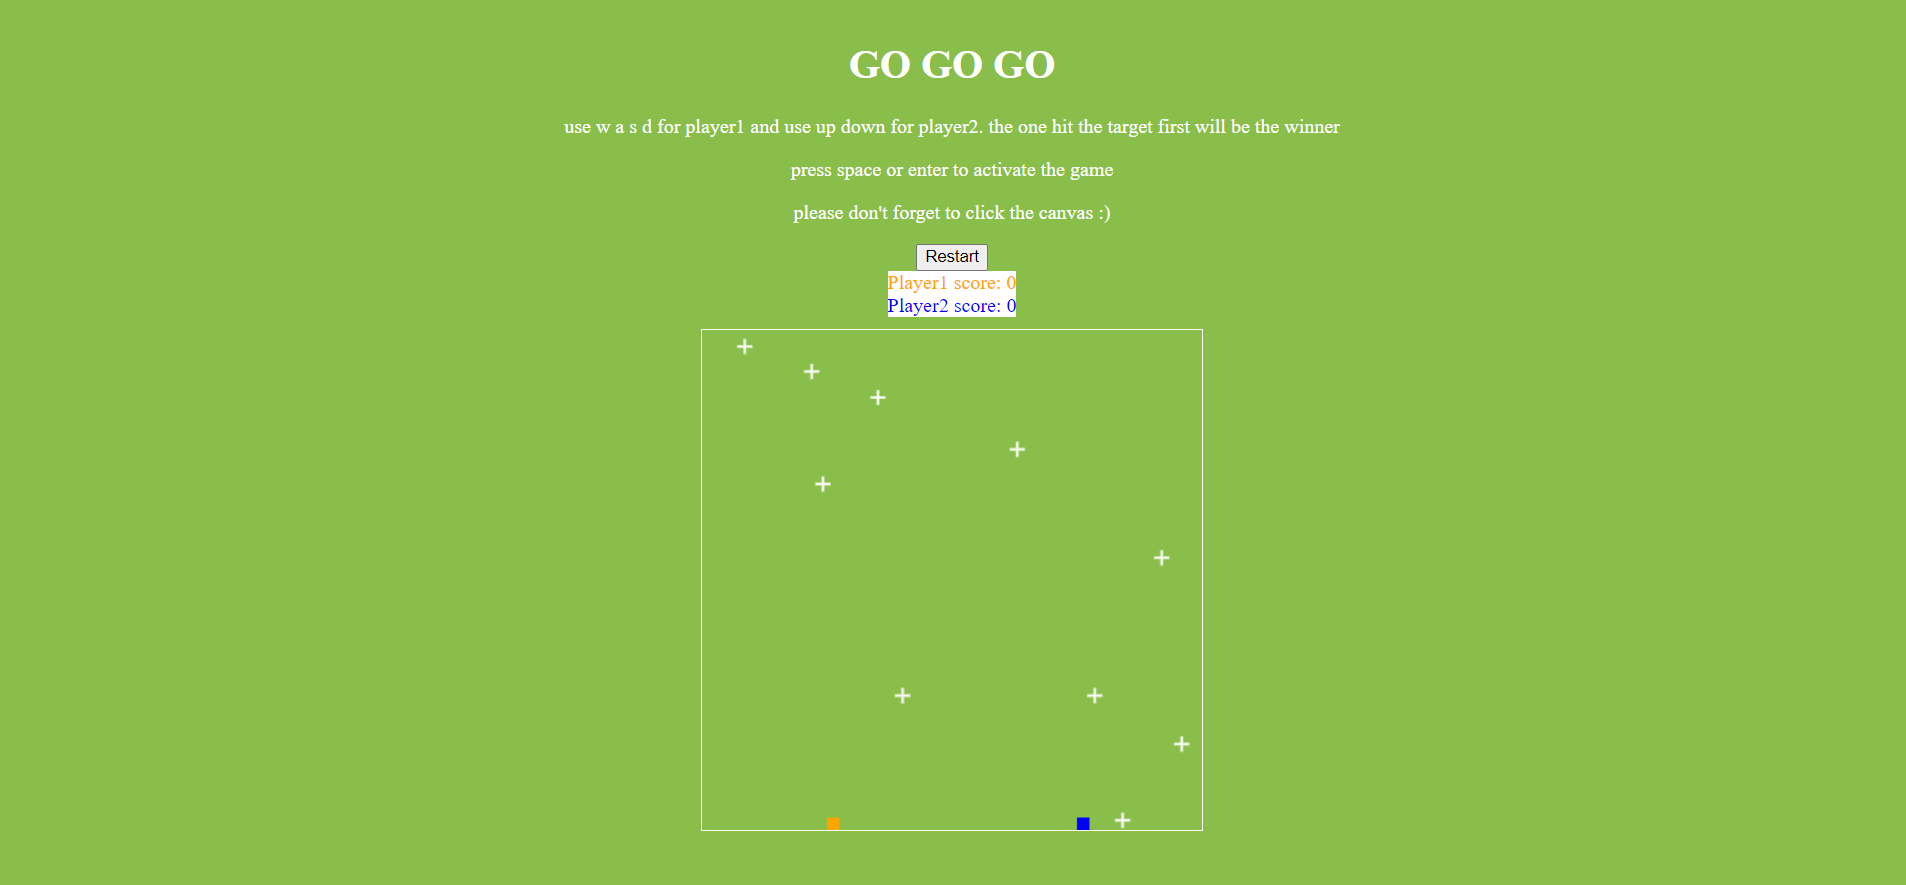 GO GO GO
use w a s d for player1 and use up down for player2. the one hit the target first will be the winner
press space or enter to activate the game
please don't forget to click the canvas :)
Restart
Player1 score: 0
Player2 score: 0